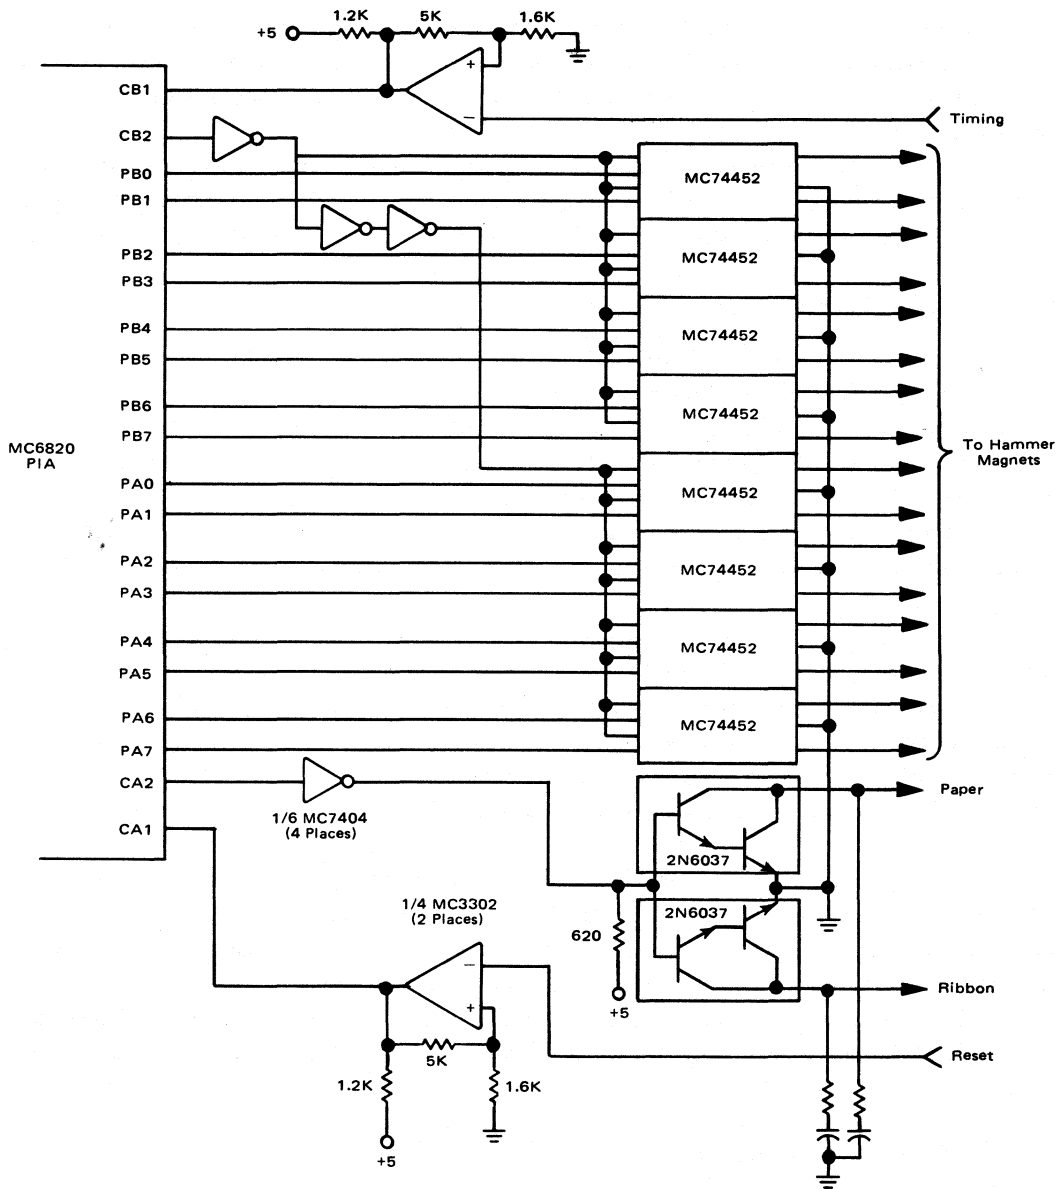 1.2K 5K 1.6K
+5
+
CB1
−
Timing
CB2
PB0
MC74452
PB1
PB2
MC74452
PB3
PB4
MC74452
PB5
PB6
MC74452
PB7
MC6820
PIA
To Hammer
Magnets
PA0
MC74452
PA1
PA2
MC74452
PA3
PA4
MC74452
PA5
PA6
MC74452
PA7
CA2
Paper
1/6 MC7404
(4 Places)
CA1
2N6037
1/4 MC3302
(2 Places)
2N6037
620
−
+
+5
Ribbon
5K
Reset
1.2K
1.6K
+5